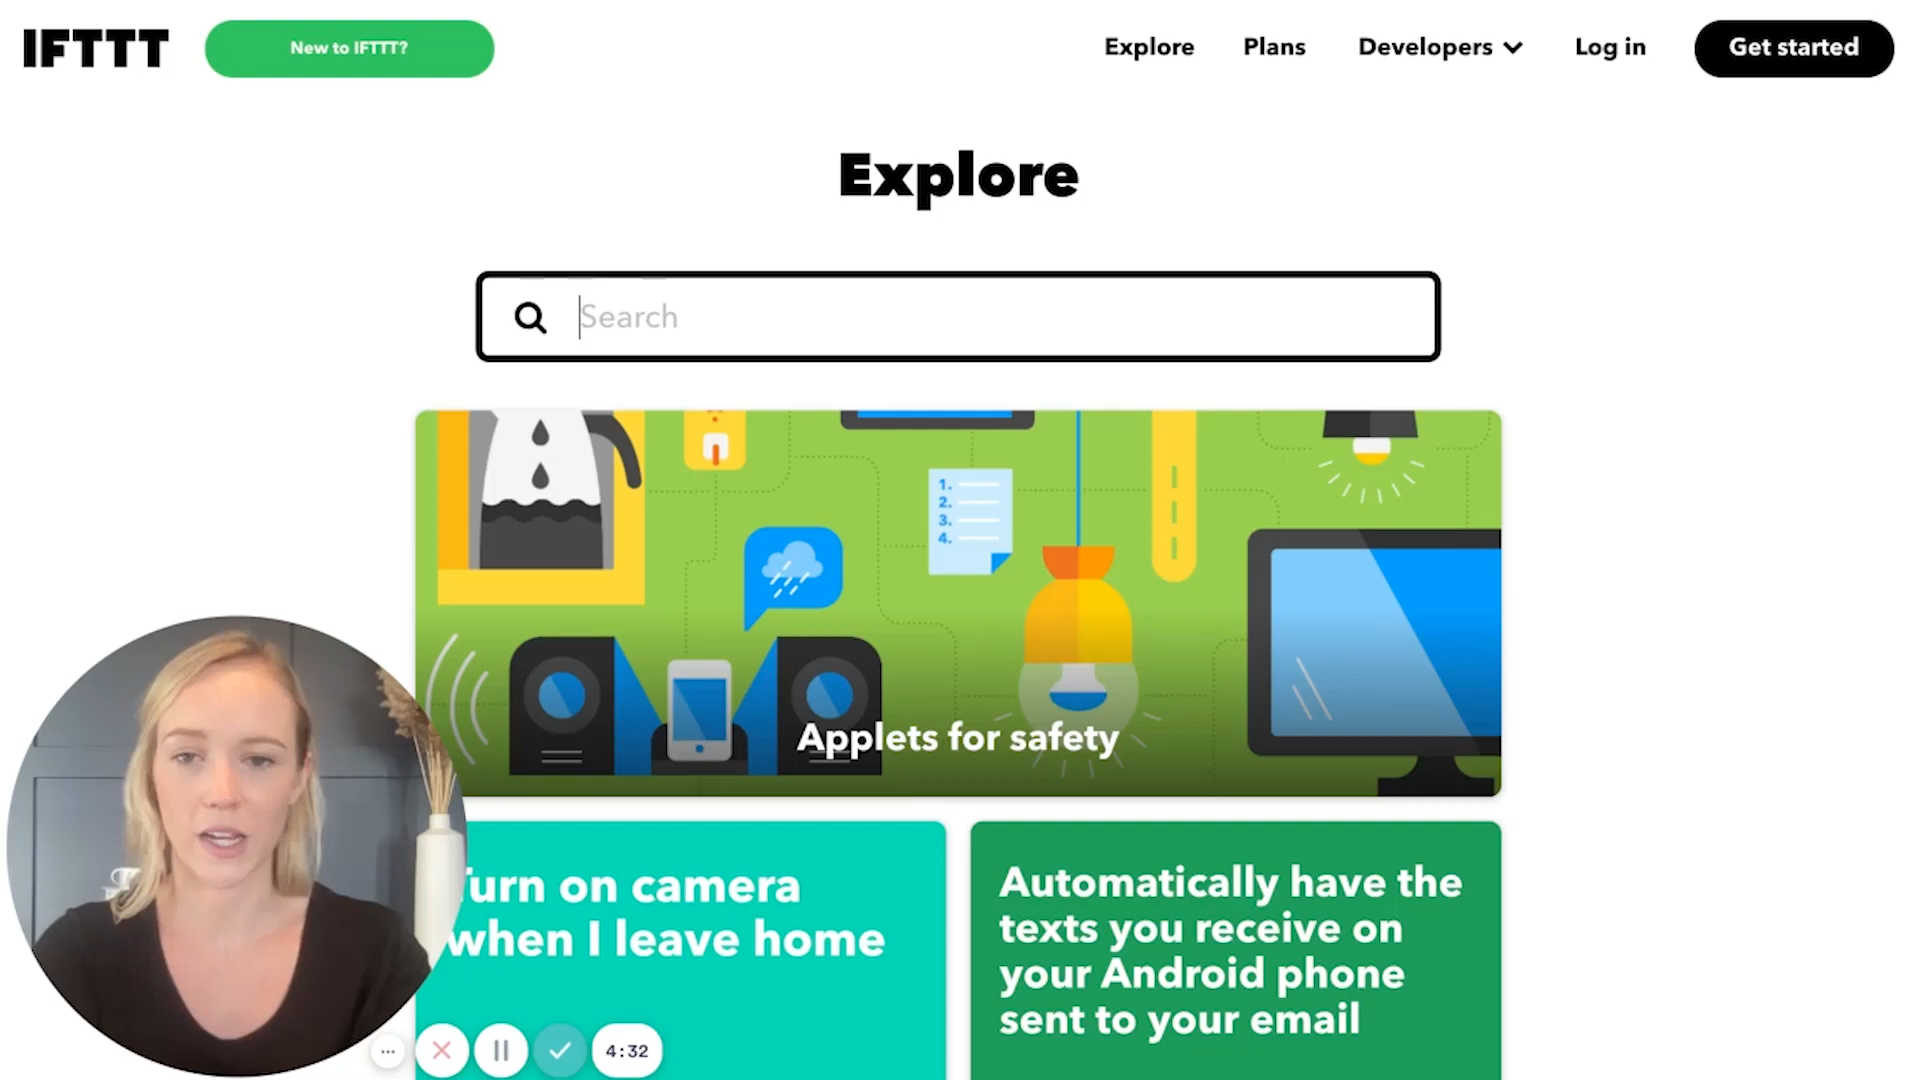 IFTTT
New to IFTTT?
Explore
Plans
Developers
Log in
Get started
Explore
Search
1.
2.
3.
4.
Applets for safety
Turn on camera
when I leave home
Automatically have the
texts you receive on
your Android phone
sent to your email
4:32